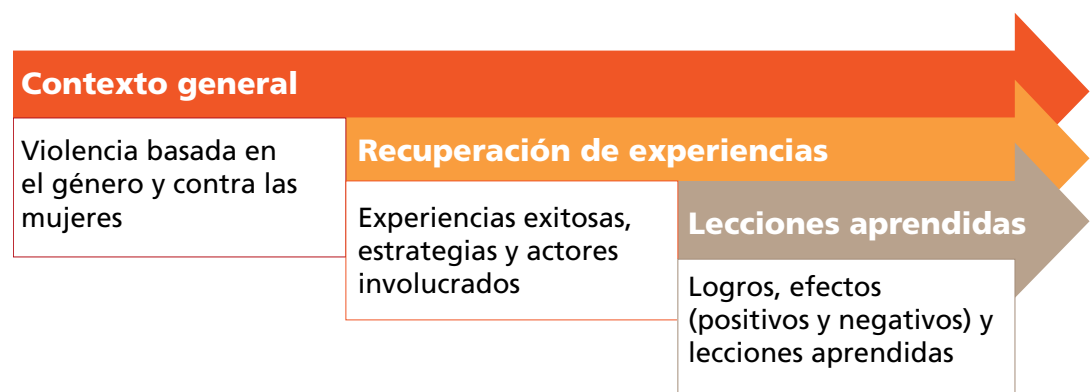 Contexto general
Violencia basada en
el género y contra las
mujeres
Recuperación de experiencias
Experiencias exitosas,
estrategias y actores
involucrados
Lecciones aprendidas
Logros, efectos
(positivos y negativos) y
lecciones aprendidas